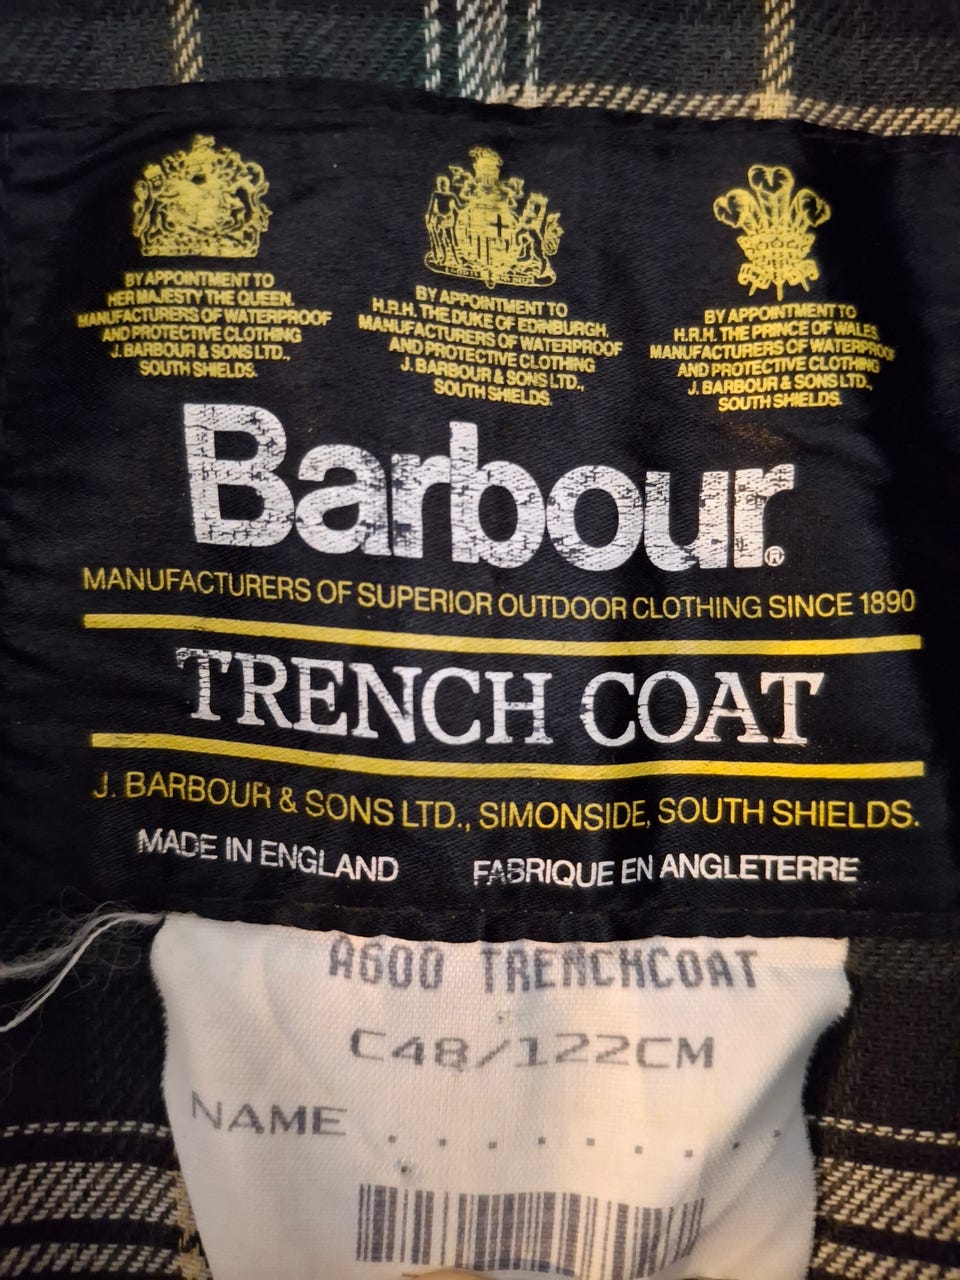 BY APPOINTMENT TO
HER MAJESTY THE QUEEN.
MANUFACTURERS OF WATERPROOF
AND PROTECTIVE CLOTHING
J. BARBOUR & SONS LTD.,
SOUTH SHIELDS.
BY APPOINTMENT TO
H.R.H. THE DUKE OF EDINBURGH.
MANUFACTURERS OF WATERPROOF
AND PROTECTIVE CLOTHING
J. BARBOUR & SONS LTD.,
SOUTH SHIELDS.
BY APPOINTMENT TO
H.R.H. THE PRINCE OF WALES.
MANUFACTURERS OF WATERPROOF
AND PROTECTIVE CLOTHING
J. BARBOUR & SONS LTD.,
SOUTH SHIELDS.
Barbour®
MANUFACTURERS OF SUPERIOR OUTDOOR CLOTHING SINCE 1890
TRENCH COAT
J. BARBOUR & SONS LTD., SIMONSIDE, SOUTH SHIELDS.
MADE IN ENGLAND FABRIQUE EN ANGLETERRE
A600 TRENCHCOAT
C48/122CM
NAME . . . . . . . . .